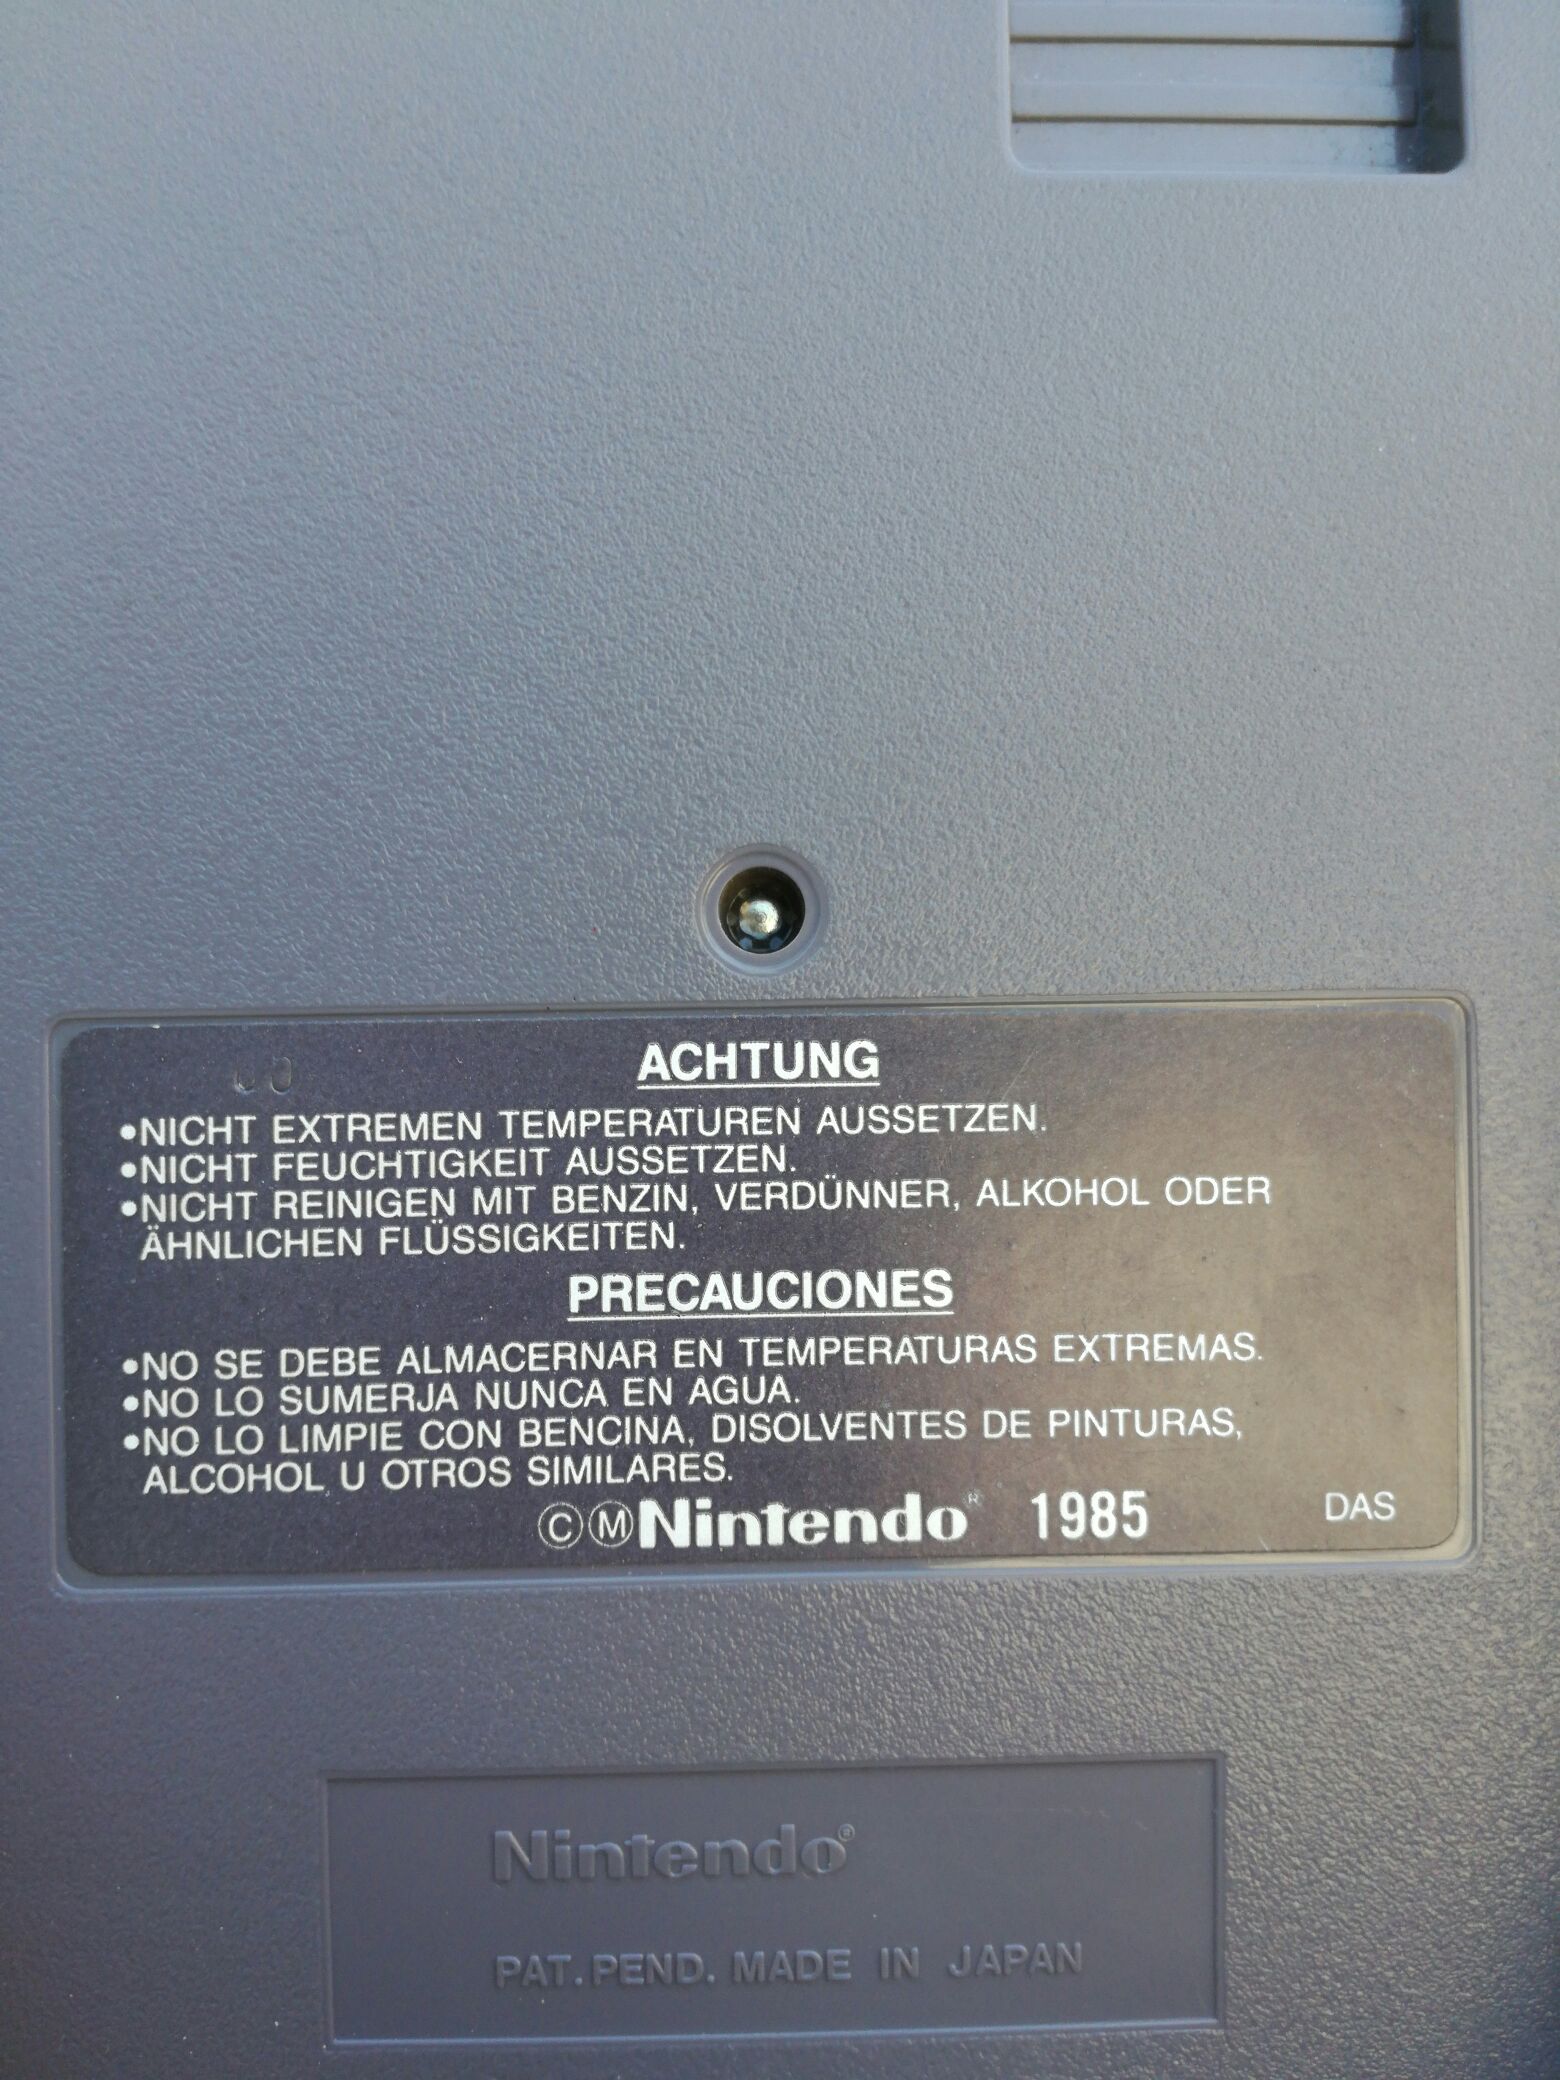 ACHTUNG
•NICHT EXTREMEN TEMPERATUREN AUSSETZEN.
•NICHT FEUCHTIGKEIT AUSSETZEN.
•NICHT REINIGEN MIT BENZIN, VERDÜNNER, ALKOHOL ODER
ÄHNLICHEN FLÜSSIGKEITEN.
PRECAUCIONES
•NO SE DEBE ALMACERNAR EN TEMPERATURAS EXTREMAS.
•NO LO SUMERJA NUNCA EN AGUA.
•NO LO LIMPIE CON BENCINA, DISOLVENTES DE PINTURAS,
ALCOHOL U OTROS SIMILARES.
ⒸⓂNintendo® 1985 DAS
Nintendo®
PAT. PEND. MADE IN JAPAN